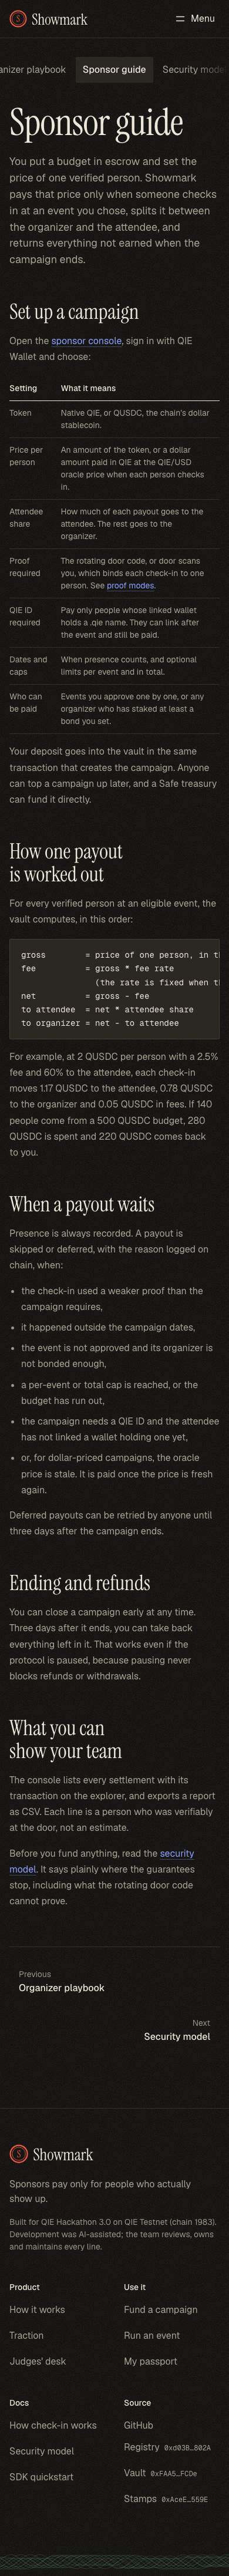 Showmark
Menu
anizer playbook
Sponsor guide
Security mode
Sponsor guide
You put a budget in escrow and set the
price of one verified person. Showmark
pays that price only when someone checks
in at an event you chose, splits it between
the organizer and the attendee, and
returns everything not earned when the
campaign ends.
Set up a campaign
Open the sponsor console, sign in with QIE
Wallet and choose:
Setting
What it means
Token
Native QIE, or QUSDC, the chain's dollar
stablecoin.
Price per
person
An amount of the token, or a dollar
amount paid in QIE at the QIE/USD
oracle price when each person checks
in.
Attendee
share
How much of each payout goes to the
attendee. The rest goes to the
organizer.
Proof
required
The rotating door code, or door scans
you, which binds each check-in to one
person. See proof modes.
QIE ID
required
Pay only people whose linked wallet
holds a .qie name. They can link after
the event and still be paid.
Dates and
caps
When presence counts, and optional
limits per event and in total.
Who can
be paid
Events you approve one by one, or any
organizer who has staked at least a
bond you set.
Your deposit goes into the vault in the same
transaction that creates the campaign. Anyone
can top a campaign up later, and a Safe treasury
can fund it directly.
How one payout
is worked out
For every verified person at an eligible event, the
vault computes, in this order:
gross = price of one person, in t
fee = gross * fee rate
(the rate is fixed when t
net = gross - fee
to attendee = net * attendee share
to organizer = net - to attendee
For example, at 2 QUSDC per person with a 2.5%
fee and 60% to the attendee, each check-in
moves 1.17 QUSDC to the attendee, 0.78 QUSDC
to the organizer and 0.05 QUSDC in fees. If 140
people come from a 500 QUSDC budget, 280
QUSDC is spent and 220 QUSDC comes back
to you.
When a payout waits
Presence is always recorded. A payout is
skipped or deferred, with the reason logged on
chain, when:
• the check-in used a weaker proof than the
campaign requires,
• it happened outside the campaign dates,
• the event is not approved and its organizer is
not bonded enough,
• a per-event or total cap is reached, or the
budget has run out,
• the campaign needs a QIE ID and the attendee
has not linked a wallet holding one yet,
• or, for dollar-priced campaigns, the oracle
price is stale. It is paid once the price is fresh
again.
Deferred payouts can be retried by anyone until
three days after the campaign ends.
Ending and refunds
You can close a campaign early at any time.
Three days after it ends, you can take back
everything left in it. That works even if the
protocol is paused, because pausing never
blocks refunds or withdrawals.
What you can
show your team
The console lists every settlement with its
transaction on the explorer, and exports a report
as CSV. Each line is a person who was verifiably
at the door, not an estimate.
Before you fund anything, read the security
model. It says plainly where the guarantees
stop, including what the rotating door code
cannot prove.
Previous
Organizer playbook
Next
Security model
Showmark
Sponsors pay only for people who actually
show up.
Built for QIE Hackathon 3.0 on QIE Testnet (chain 1983).
Development was AI-assisted; the team reviews, owns
and maintains every line.
Product
How it works
Traction
Judges' desk
Use it
Fund a campaign
Run an event
My passport
Docs
How check-in works
Security model
SDK quickstart
Source
GitHub
Registry 0xd03B…802A
Vault 0xFAA5…FCDe
Stamps 0xAceE…559E